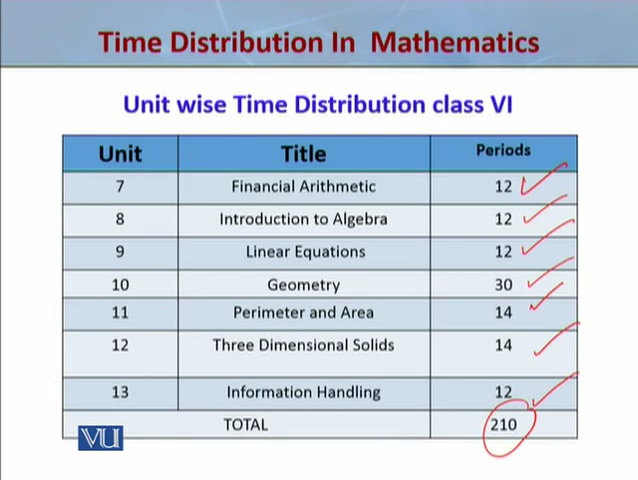 Time Distribution In Mathematics
Unit wise Time Distribution class VI
Unit Title Periods
7 Financial Arithmetic 12
8 Introduction to Algebra 12
9 Linear Equations 12
10 Geometry 30
11 Perimeter and Area 14
12 Three Dimensional Solids 14
13 Information Handling 12
TOTAL 210
VU